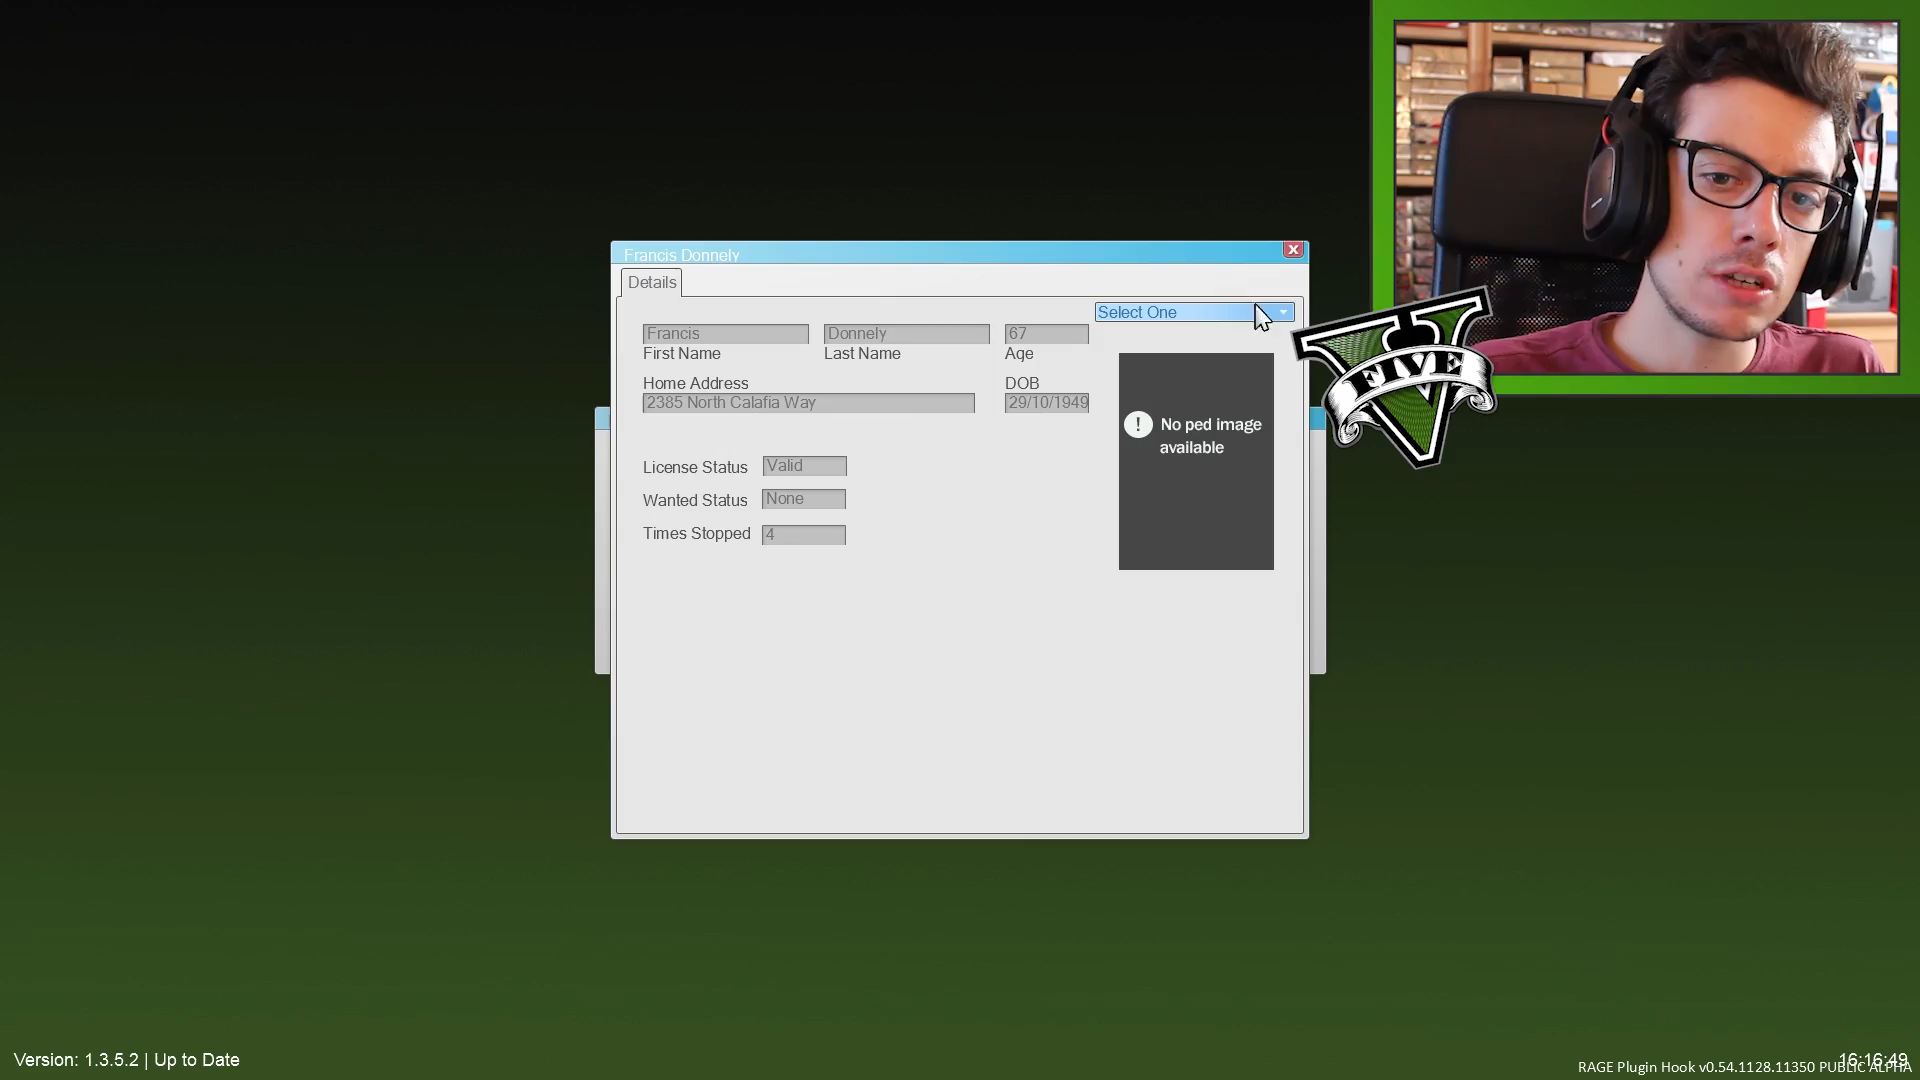 Francis Donnely
Details
Select One
Francis
Donnely
67
First Name
Last Name
Age
Home Address
DOB
2385 North Calafia Way
29/10/1949
! No ped image
available
License Status
Valid
Wanted Status
None
Times Stopped
4
V
FIVE
Version: 1.3.5.2 | Up to Date
16:16:49
RAGE Plugin Hook v0.54.1128.11350 PUBLIC ALPHA